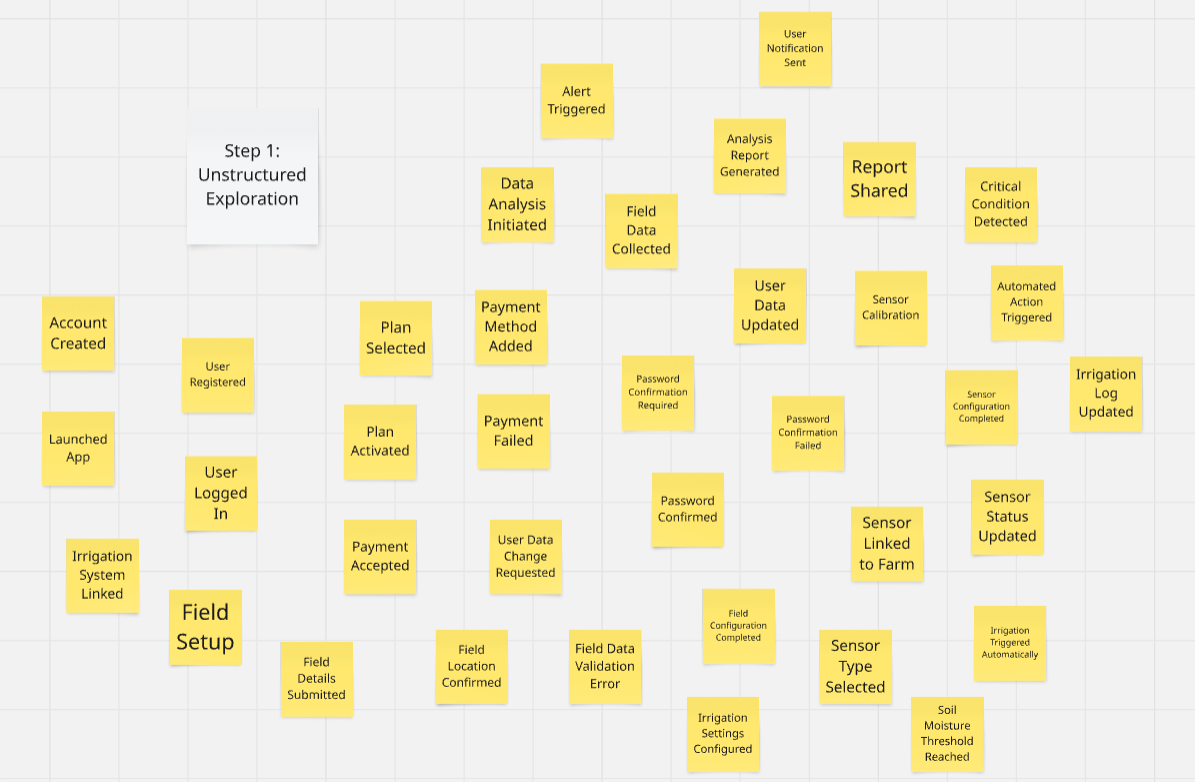 User
Notification
Sent
Alert
Triggered
Step 1:
Unstructured
Exploration
Analysis
Report
Generated
Report
Shared
Data
Analysis
Initiated
Field
Data
Collected
Critical
Condition
Detected
Account
Created
User
Registered
Plan
Selected
Payment
Method
Added
User
Data
Updated
Sensor
Calibration
Automated
Action
Triggered
Password
Confirmation
Required
Sensor
Configuration
Completed
Irrigation
Log
Updated
Launched
App
User
Logged
In
Plan
Activated
Payment
Failed
Password
Confirmation
Failed
Password
Confirmed
Sensor
Linked
to Farm
Sensor
Status
Updated
Irrigation
System
Linked
Payment
Accepted
User Data
Change
Requested
Field
Setup
Field
Details
Submitted
Field
Location
Confirmed
Field Data
Validation
Error
Field
Configuration
Completed
Sensor
Type
Selected
Irrigation
Triggered
Automatically
Irrigation
Settings
Configured
Soil
Moisture
Threshold
Reached